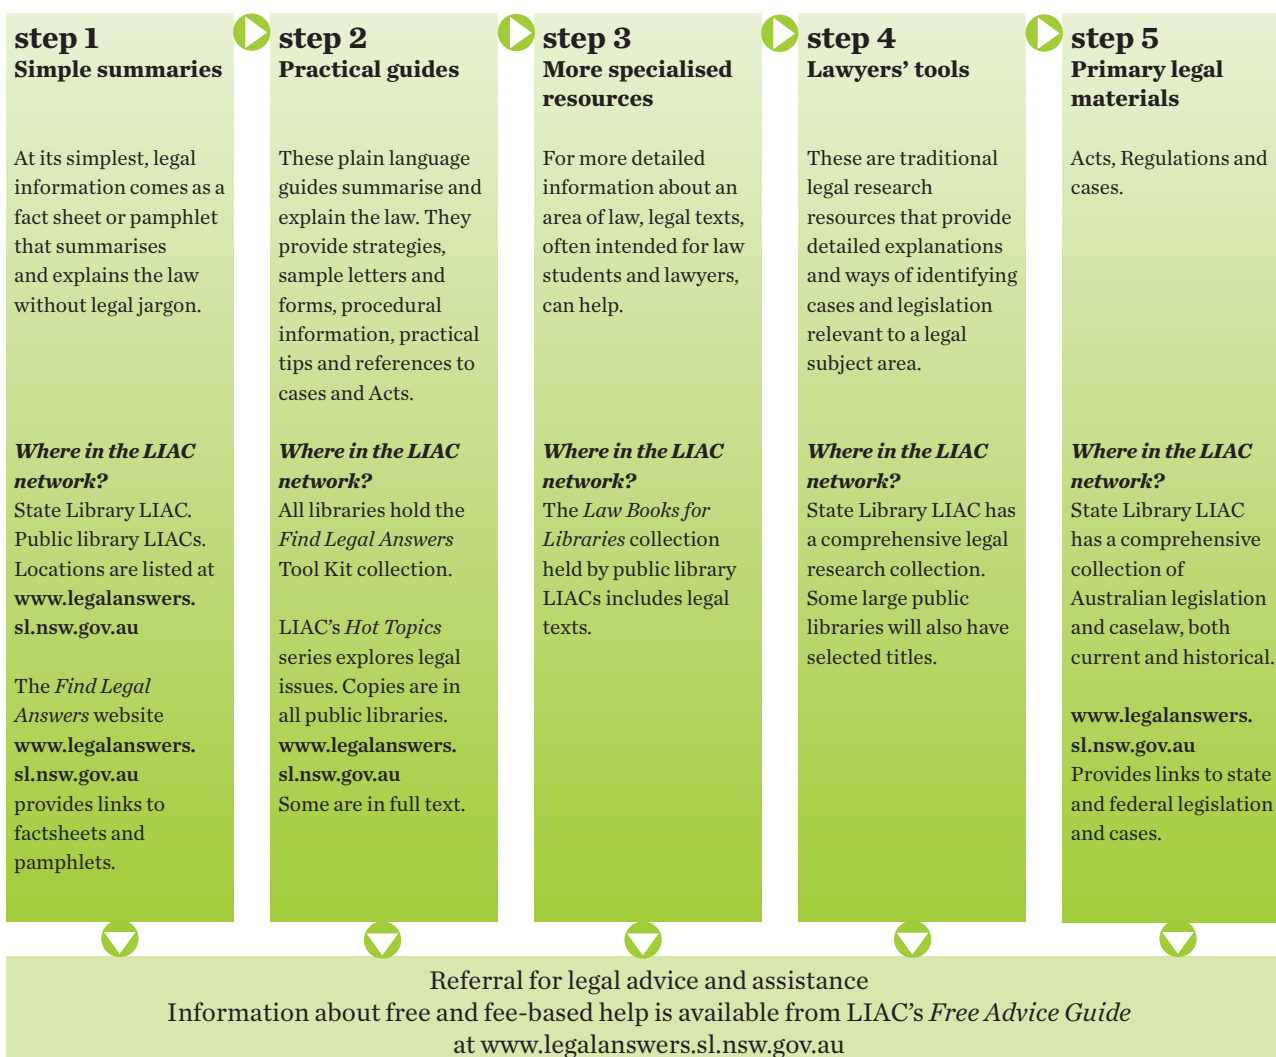 step 1
Simple summaries
At its simplest, legal
information comes as a
fact sheet or pamphlet
that summarises
and explains the law
without legal jargon.
Where in the LIAC
network?
State Library LIAC.
Public library LIACs.
Locations are listed at
www.legalanswers.
sl.nsw.gov.au
The Find Legal
Answers website
www.legalanswers.
sl.nsw.gov.au
provides links to
factsheets and
pamphlets.
step 2
Practical guides
These plain language
guides summarise and
explain the law. They
provide strategies,
sample letters and
forms, procedural
information, practical
tips and references to
cases and Acts.
Where in the LIAC
network?
All libraries hold the
Find Legal Answers
Tool Kit collection.
LIAC’s Hot Topics
series explores legal
issues. Copies are in
all public libraries.
www.legalanswers.
sl.nsw.gov.au
Some are in full text.
step 3
More specialised
resources
For more detailed
information about an
area of law, legal texts,
often intended for law
students and lawyers,
can help.
Where in the LIAC
network?
The Law Books for
Libraries collection
held by public library
LIACs includes legal
texts.
step 4
Lawyers’ tools
These are traditional
legal research
resources that provide
detailed explanations
and ways of identifying
cases and legislation
relevant to a legal
subject area.
Where in the LIAC
network?
State Library LIAC has
a comprehensive legal
research collection.
Some large public
libraries will also have
selected titles.
step 5
Primary legal
materials
Acts, Regulations and
cases.
Where in the LIAC
network?
State Library LIAC
has a comprehensive
collection of
Australian legislation
and caselaw, both
current and historical.
www.legalanswers.
sl.nsw.gov.au
Provides links to state
and federal legislation
and cases.
Referral for legal advice and assistance
Information about free and fee-based help is available from LIAC’s Free Advice Guide
at www.legalanswers.sl.nsw.gov.au